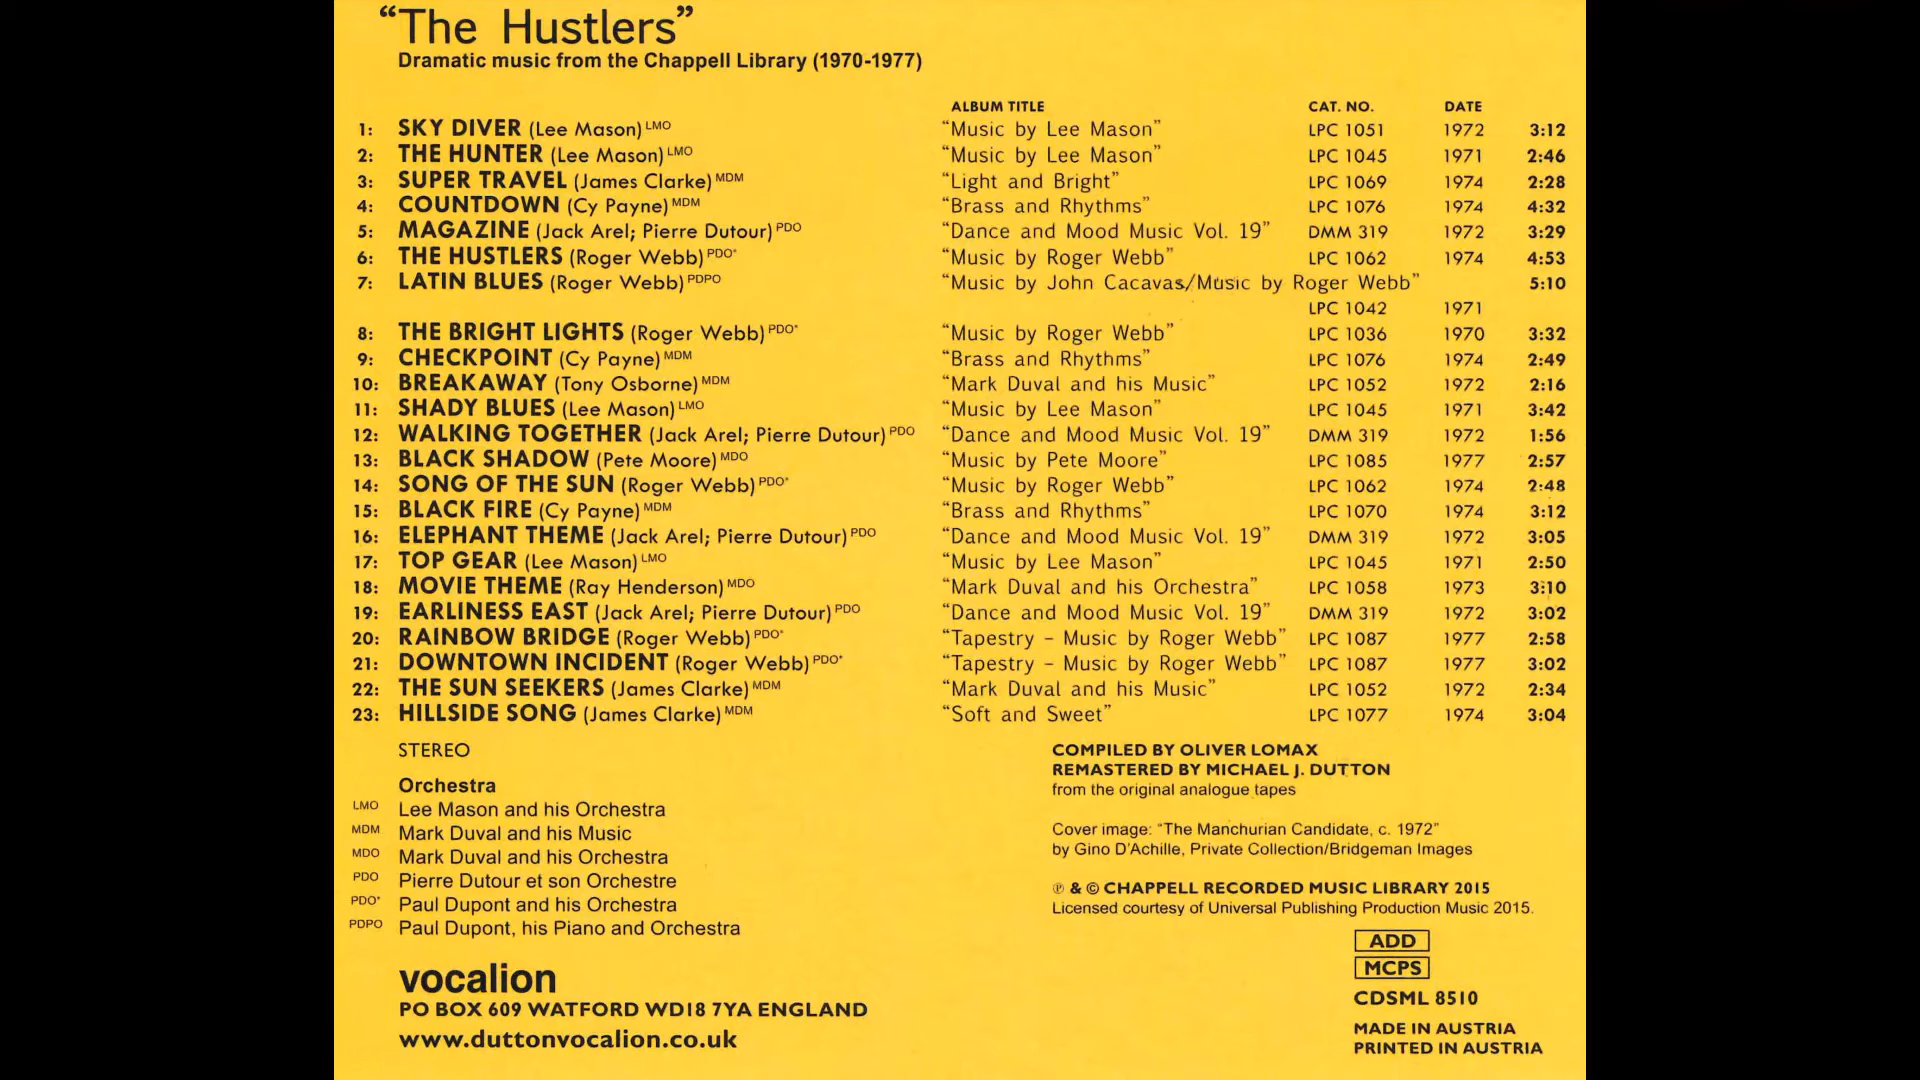 “The Hustlers”
Dramatic music from the Chappell Library (1970-1977)
ALBUM TITLE CAT. NO. DATE
1: SKY DIVER (Lee Mason) LMO “Music by Lee Mason” LPC 1051 1972 3:12
2: THE HUNTER (Lee Mason) LMO “Music by Lee Mason” LPC 1045 1971 2:46
3: SUPER TRAVEL (James Clarke) MDM “Light and Bright” LPC 1069 1974 2:28
4: COUNTDOWN (Cy Payne) MDM “Brass and Rhythms” LPC 1076 1974 4:32
5: MAGAZINE (Jack Arel; Pierre Dutour) PDO “Dance and Mood Music Vol. 19” DMM 319 1972 3:29
6: THE HUSTLERS (Roger Webb) PDO* “Music by Roger Webb” LPC 1062 1974 4:53
7: LATIN BLUES (Roger Webb) PDPO “Music by John Cacavas/Music by Roger Webb” 5:10
LPC 1042 1971
8: THE BRIGHT LIGHTS (Roger Webb) PDO* “Music by Roger Webb” LPC 1036 1970 3:32
9: CHECKPOINT (Cy Payne) MDM “Brass and Rhythms” LPC 1076 1974 2:49
10: BREAKAWAY (Tony Osborne) MDM “Mark Duval and his Music” LPC 1052 1972 2:16
11: SHADY BLUES (Lee Mason) LMO “Music by Lee Mason” LPC 1045 1971 3:42
12: WALKING TOGETHER (Jack Arel; Pierre Dutour) PDO “Dance and Mood Music Vol. 19” DMM 319 1972 1:56
13: BLACK SHADOW (Pete Moore) MDO “Music by Pete Moore” LPC 1085 1977 2:57
14: SONG OF THE SUN (Roger Webb) PDO* “Music by Roger Webb” LPC 1062 1974 2:48
15: BLACK FIRE (Cy Payne) MDM “Brass and Rhythms” LPC 1070 1974 3:12
16: ELEPHANT THEME (Jack Arel; Pierre Dutour) PDO “Dance and Mood Music Vol. 19” DMM 319 1972 3:05
17: TOP GEAR (Lee Mason) LMO “Music by Lee Mason” LPC 1045 1971 2:50
18: MOVIE THEME (Ray Henderson) MDO “Mark Duval and his Orchestra” LPC 1058 1973 3:10
19: EARLINESS EAST (Jack Arel; Pierre Dutour) PDO “Dance and Mood Music Vol. 19” DMM 319 1972 3:02
20: RAINBOW BRIDGE (Roger Webb) PDO* “Tapestry – Music by Roger Webb” LPC 1087 1977 2:58
21: DOWNTOWN INCIDENT (Roger Webb) PDO* “Tapestry – Music by Roger Webb” LPC 1087 1977 3:02
22: THE SUN SEEKERS (James Clarke) MDM “Mark Duval and his Music” LPC 1052 1972 2:34
23: HILLSIDE SONG (James Clarke) MDM “Soft and Sweet” LPC 1077 1974 3:04
STEREO
Orchestra
LMO Lee Mason and his Orchestra
MDM Mark Duval and his Music
MDO Mark Duval and his Orchestra
PDO Pierre Dutour et son Orchestre
PDO* Paul Dupont and his Orchestra
PDPO Paul Dupont, his Piano and Orchestra
vocalion
PO BOX 609 WATFORD WD18 7YA ENGLAND
www.duttonvocalion.co.uk
COMPILED BY OLIVER LOMAX
REMASTERED BY MICHAEL J. DUTTON
from the original analogue tapes
Cover image: “The Manchurian Candidate, c. 1972”
by Gino D’Achille, Private Collection/Bridgeman Images
℗ & © CHAPPELL RECORDED MUSIC LIBRARY 2015
Licensed courtesy of Universal Publishing Production Music 2015.
ADD
MCPS
CDSML 8510
MADE IN AUSTRIA
PRINTED IN AUSTRIA